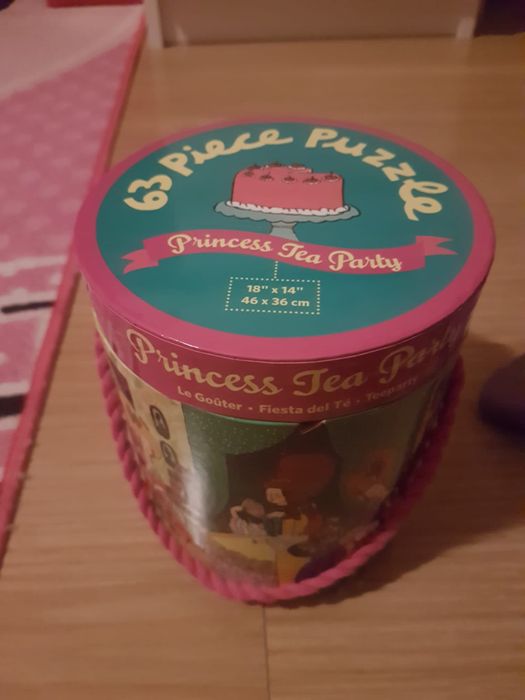 63 Piece Puzzle
Princess Tea Party
18" x 14"
46 x 36 cm
Princess Tea Party
Le Goûter • Fiesta del Té • Teeparty